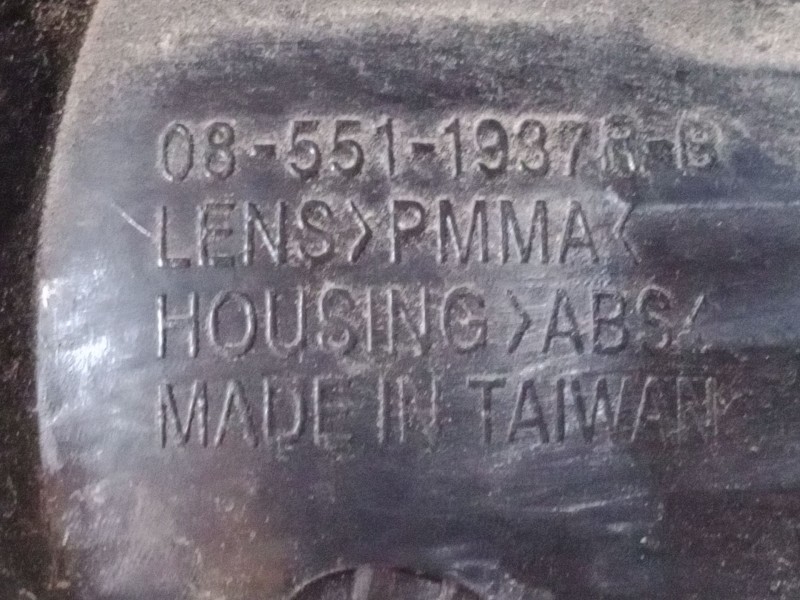 08-551-1937R-B
LENS>PMMA<
HOUSING>ABS<
MADE IN TAIWAN